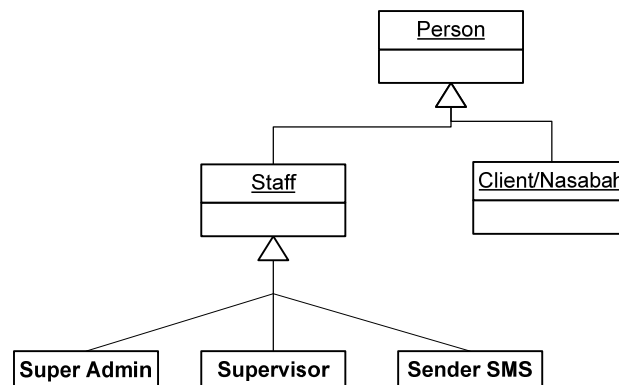 Person
Staff
Client/Nasabah
Super Admin
Supervisor
Sender SMS